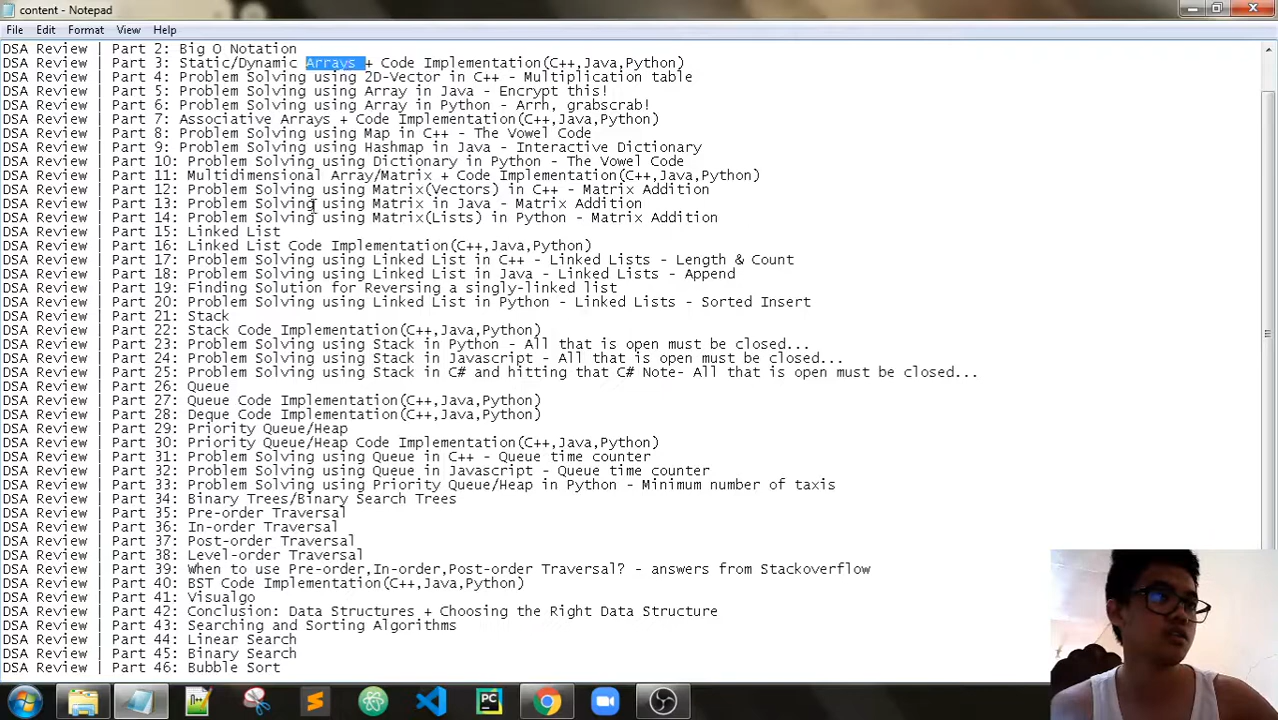 content - Notepad
File Edit Format View Help
DSA Review | Part 2: Big O Notation
DSA Review | Part 3: Static/Dynamic Arrays + Code Implementation(C++,Java,Python)
DSA Review | Part 4: Problem Solving using 2D-Vector in C++ - Multiplication table
DSA Review | Part 5: Problem Solving using Array in Java - Encrypt this!
DSA Review | Part 6: Problem Solving using Array in Python - Arrh, grabscrab!
DSA Review | Part 7: Associative Arrays + Code Implementation(C++,Java,Python)
DSA Review | Part 8: Problem Solving using Map in C++ - The Vowel Code
DSA Review | Part 9: Problem Solving using Hashmap in Java - Interactive Dictionary
DSA Review | Part 10: Problem Solving using Dictionary in Python - The Vowel Code
DSA Review | Part 11: Multidimensional Array/Matrix + Code Implementation(C++,Java,Python)
DSA Review | Part 12: Problem Solving using Matrix(Vectors) in C++ - Matrix Addition
DSA Review | Part 13: Problem Solving using Matrix in Java - Matrix Addition
DSA Review | Part 14: Problem Solving using Matrix(Lists) in Python - Matrix Addition
DSA Review | Part 15: Linked List
DSA Review | Part 16: Linked List Code Implementation(C++,Java,Python)
DSA Review | Part 17: Problem Solving using Linked List in C++ - Linked Lists - Length & Count
DSA Review | Part 18: Problem Solving using Linked List in Java - Linked Lists - Append
DSA Review | Part 19: Finding Solution for Reversing a singly-linked list
DSA Review | Part 20: Problem Solving using Linked List in Python - Linked Lists - Sorted Insert
DSA Review | Part 21: Stack
DSA Review | Part 22: Stack Code Implementation(C++,Java,Python)
DSA Review | Part 23: Problem Solving using Stack in Python - All that is open must be closed...
DSA Review | Part 24: Problem Solving using Stack in Javascript - All that is open must be closed...
DSA Review | Part 25: Problem Solving using Stack in C# and hitting that C# Note- All that is open must be closed...
DSA Review | Part 26: Queue
DSA Review | Part 27: Queue Code Implementation(C++,Java,Python)
DSA Review | Part 28: Deque Code Implementation(C++,Java,Python)
DSA Review | Part 29: Priority Queue/Heap
DSA Review | Part 30: Priority Queue/Heap Code Implementation(C++,Java,Python)
DSA Review | Part 31: Problem Solving using Queue in C++ - Queue time counter
DSA Review | Part 32: Problem Solving using Queue in Javascript - Queue time counter
DSA Review | Part 33: Problem Solving using Priority Queue/Heap in Python - Minimum number of taxis
DSA Review | Part 34: Binary Trees/Binary Search Trees
DSA Review | Part 35: Pre-order Traversal
DSA Review | Part 36: In-order Traversal
DSA Review | Part 37: Post-order Traversal
DSA Review | Part 38: Level-order Traversal
DSA Review | Part 39: When to use Pre-order,In-order,Post-order Traversal? - answers from Stackoverflow
DSA Review | Part 40: BST Code Implementation(C++,Java,Python)
DSA Review | Part 41: Visualgo
DSA Review | Part 42: Conclusion: Data Structures + Choosing the Right Data Structure
DSA Review | Part 43: Searching and Sorting Algorithms
DSA Review | Part 44: Linear Search
DSA Review | Part 45: Binary Search
DSA Review | Part 46: Bubble Sort
PC